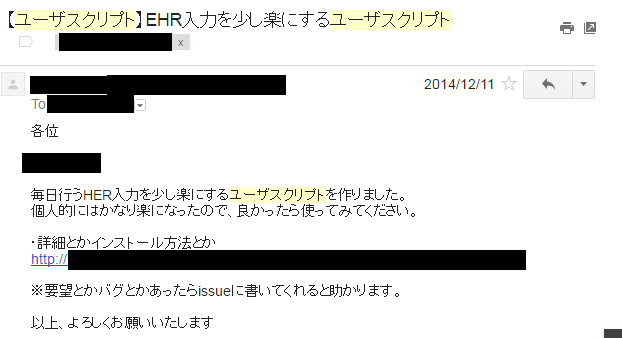 【ユーザスクリプト】EHR入力を少し楽にするユーザスクリプト
x
2014/12/11
To
各位
毎日行うHER入力を少し楽にするユーザスクリプトを作りました。
個人的にはかなり楽になったので、良かったら使ってみてください。
・詳細とかインストール方法とか
http://
※要望とかバグとかあったらissueに書いてくれると助かります。
以上、よろしくお願いいたします